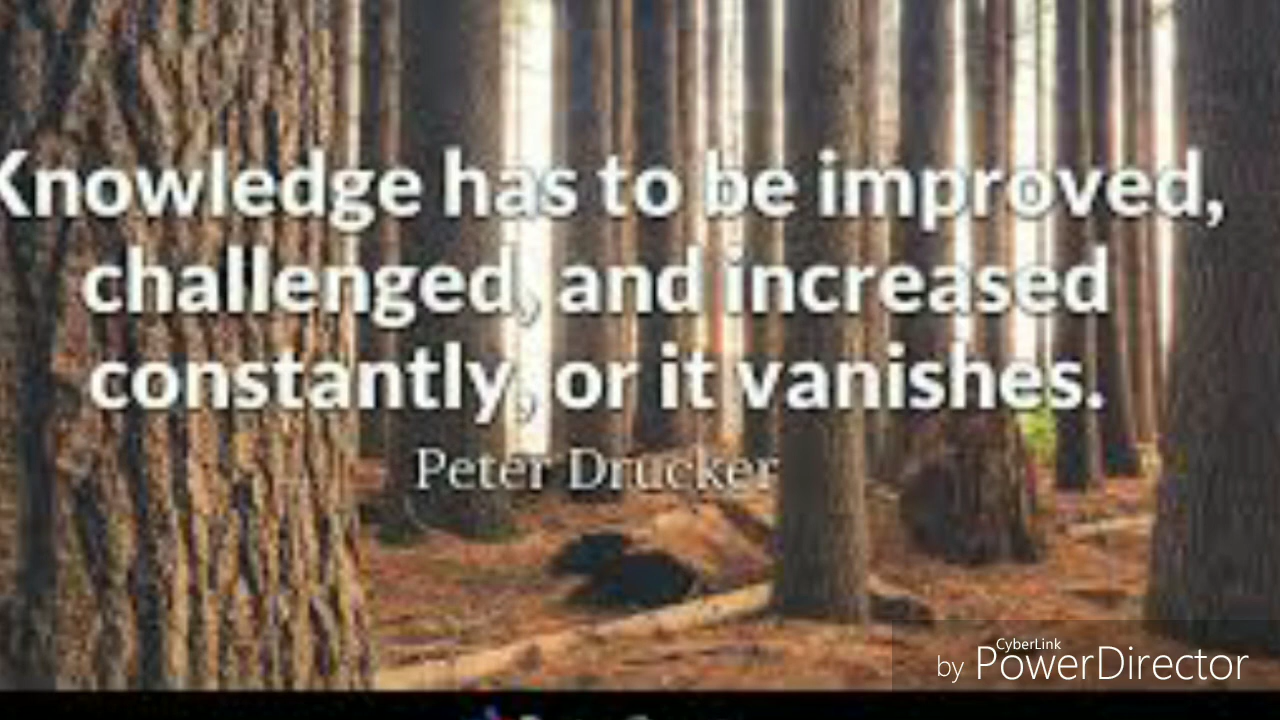 Knowledge has to be improved,
challenged, and increased
constantly, or it vanishes.
Peter Drucker
CyberLink
by PowerDirector